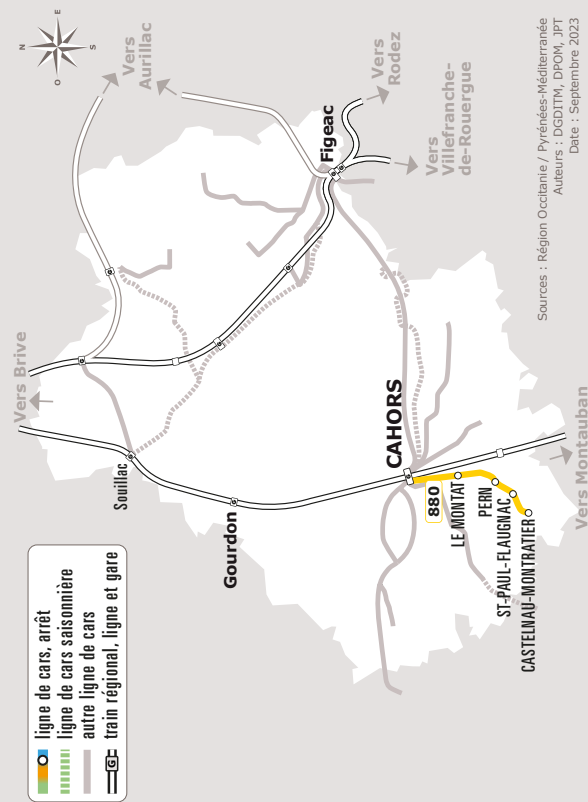 N
E
S
O
Vers Brive
Vers
Aurillac
Souillac
Gourdon
Figeac
Vers
Rodez
Vers
Villefranche-
de-Rouergue
CAHORS
880
LE MONTAT
PERN
ST-PAUL-FLAUGNAC
CASTELNAU-MONTRATIER
Vers Montauban
ligne de cars, arrêt
ligne de cars saisonnière
autre ligne de cars
G
train régional, ligne et gare
Sources : Région Occitanie / Pyrénées-Méditerranée
Auteurs : DGDITM, DPOM, JPT
Date : Septembre 2023